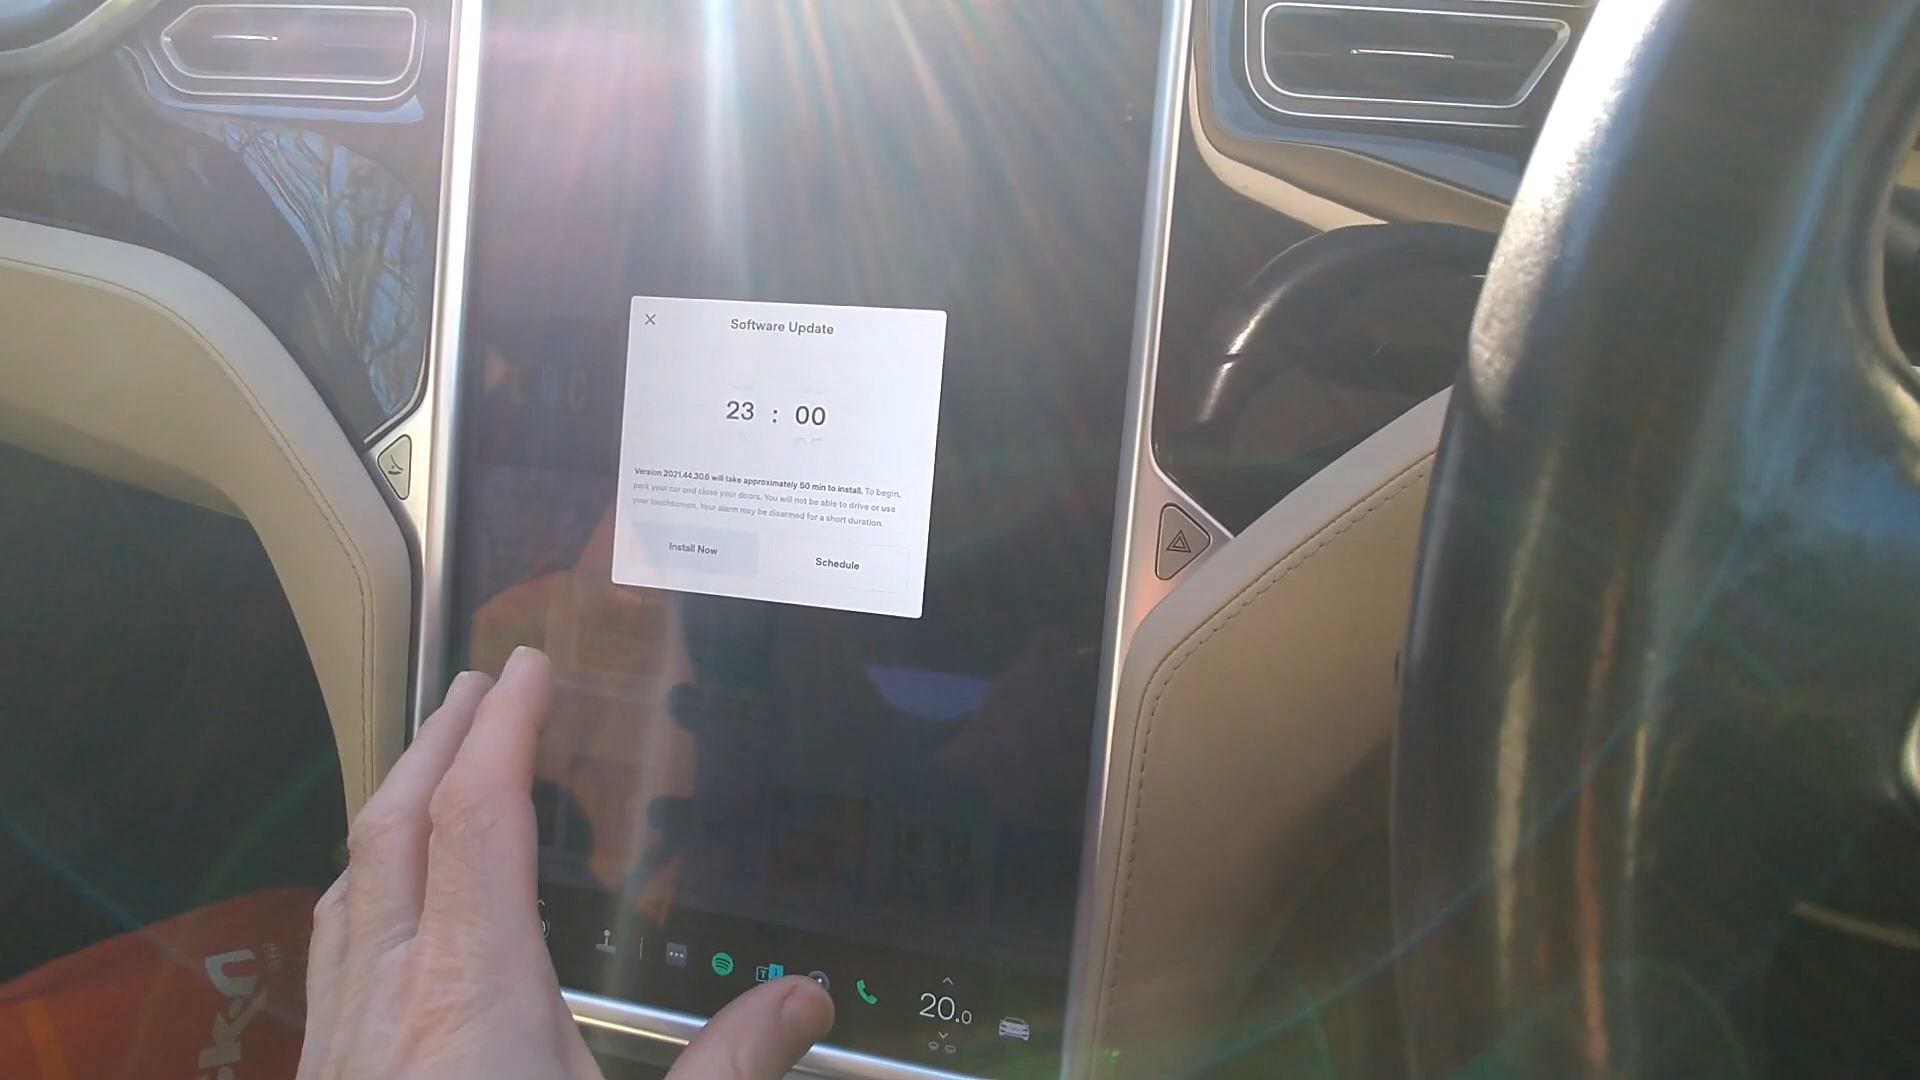 Software Update
23 : 00
Version 2021.44.30.6 will take approximately 50 min to install. To begin,
park your car and close your doors. You will not be able to drive or use
your touchscreen. Your alarm may be disarmed for a short duration.
Install Now
Schedule
20.0